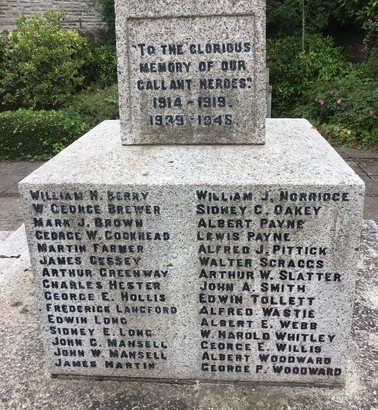 "TO THE GLORIOUS
MEMORY OF OUR
GALLANT HEROES".
1914 - 1919.
1939 - 1945.
WILLIAM H. BERRY
W. GEORGE BREWER
MARK J. BROWN
GEORGE W. COOKHEAD
MARTIN FARMER
JAMES GESSEY
ARTHUR GREENWAY
CHARLES HESTER
GEORGE E. HOLLIS
FREDERICK LANGFORD
EDWIN LONG
SIDNEY E. LONG
JOHN C. MANSELL
JOHN W. MANSELL
JAMES MARTIN
WILLIAM J. NORRIDGE
SIDNEY C. OAKEY
ALBERT PAYNE
LEWIS PAYNE
ALFRED J. PITTICK
WALTER SCRAGGS
ARTHUR W. SLATTER
JOHN A. SMITH
EDWIN TOLLETT
ALFRED WASTIE
ALBERT E. WEBB
W. HAROLD WHITLEY
GEORGE E. WILLIS
ALBERT WOODWARD
GEORGE P. WOODWARD